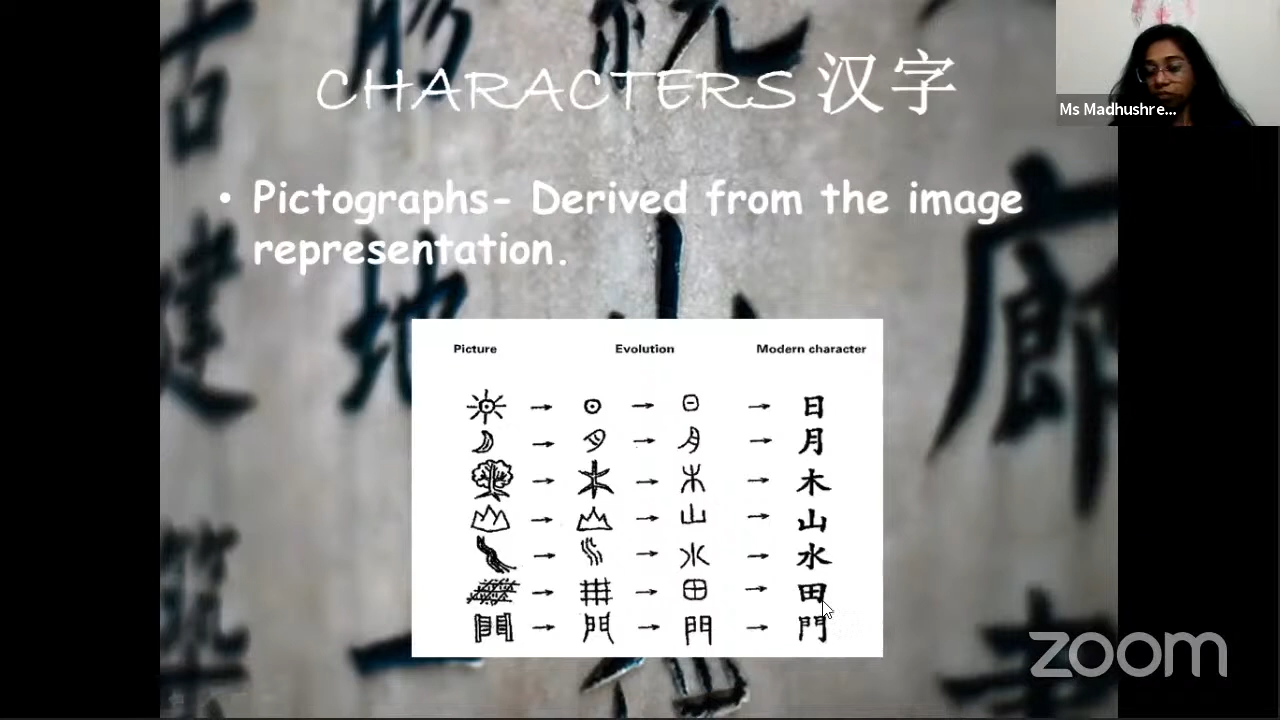 CHARACTERS 汉字
Ms Madhushre...
• Pictographs- Derived from the image
representation.
Picture Evolution Modern character
日
月
木
山
水
田
門
zoom